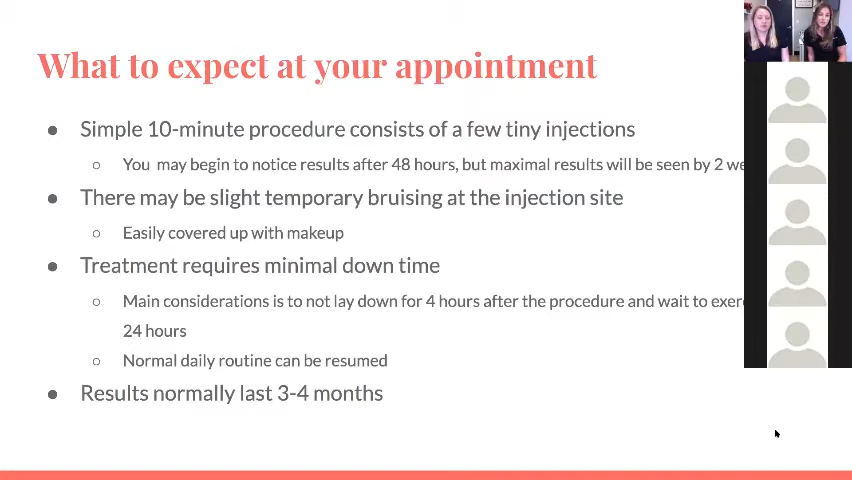 What to expect at your appointment
● Simple 10-minute procedure consists of a few tiny injections
○ You may begin to notice results after 48 hours, but maximal results will be seen by 2
● There may be slight temporary bruising at the injection site
○ Easily covered up with makeup
● Treatment requires minimal down time
○ Main considerations is to not lay down for 4 hours after the procedure and wait to
24 hours
○ Normal daily routine can be resumed
● Results normally last 3-4 months